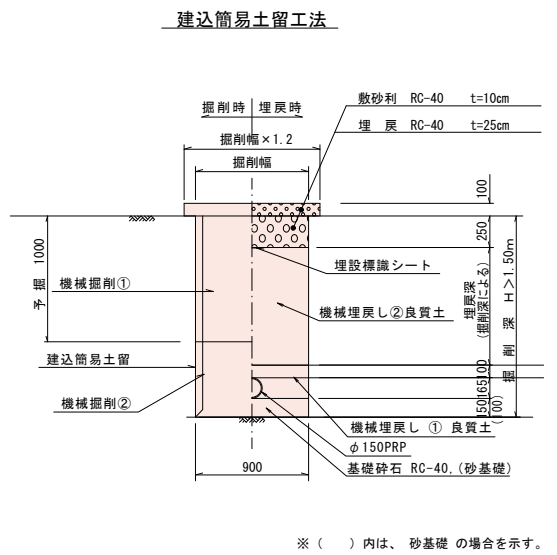 建込簡易土留工法
敷砂利 RC-40 t=10cm
掘削時 埋戻時
埋 戻 RC-40 t=25cm
掘削幅×1.2
掘削幅
100
250
予 掘 1000
埋設標識シート
機械掘削①
機械埋戻し②良質土
埋戻深
(掘削深による)
掘 削 深 H>1.50m
建込簡易土留
機械掘削②
100
165
150
(100)
機械埋戻し ① 良質土
φ150PRP
900
基礎砕石 RC-40,(砂基礎)
※( )内は、 砂基礎 の場合を示す。